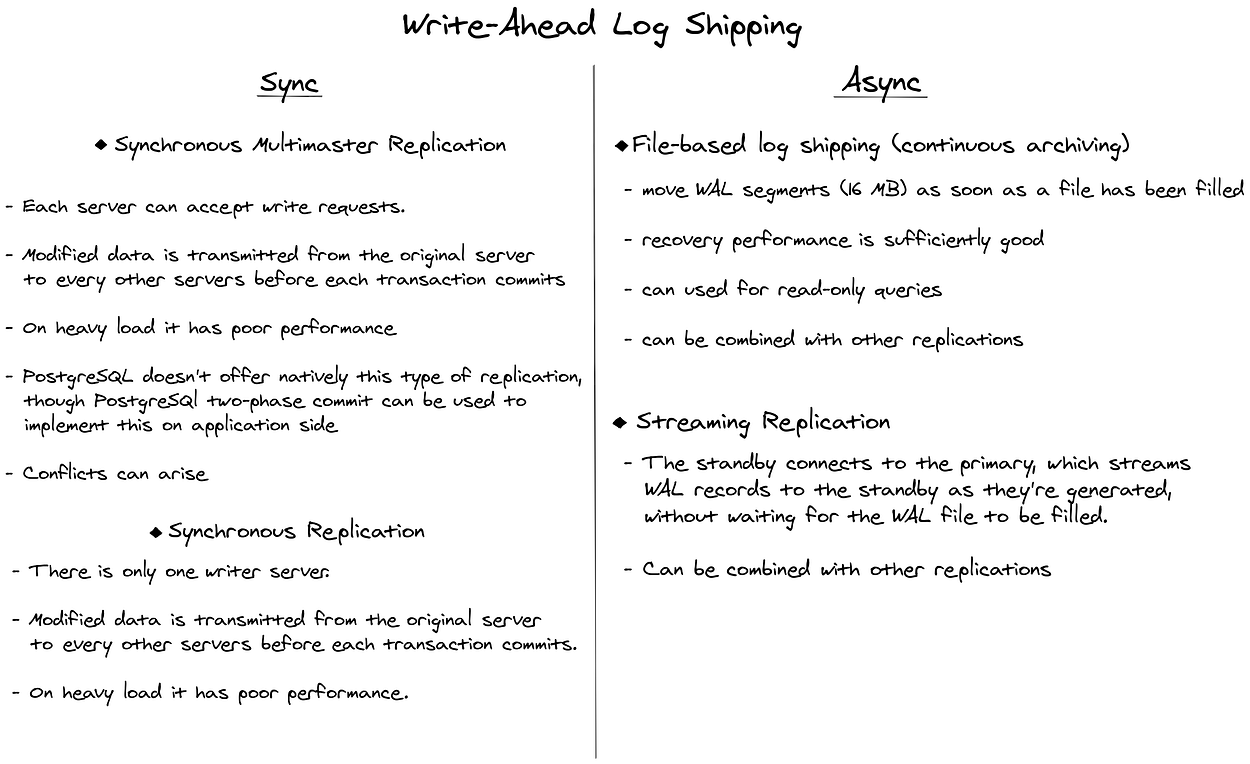 Write-Ahead Log Shipping
Sync
◆ Synchronous Multimaster Replication
- Each server can accept write requests.
- Modified data is transmitted from the original server
to every other servers before each transaction commits
- On heavy load it has poor performance
- PostgreSQL doesn't offer natively this type of replication,
though PostgreSQl two-phase commit can be used to
implement this on application side
- Conflicts can arise
◆ Synchronous Replication
- There is only one writer server.
- Modified data is transmitted from the original server
to every other servers before each transaction commits.
- On heavy load it has poor performance.
Async
◆ File-based log shipping (continuous archiving)
- move WAL segments (16 MB) as soon as a file has been filled
- recovery performance is sufficiently good
- can used for read-only queries
- can be combined with other replications
◆ Streaming Replication
- The standby connects to the primary, which streams
WAL records to the standby as they're generated,
without waiting for the WAL file to be filled.
- Can be combined with other replications